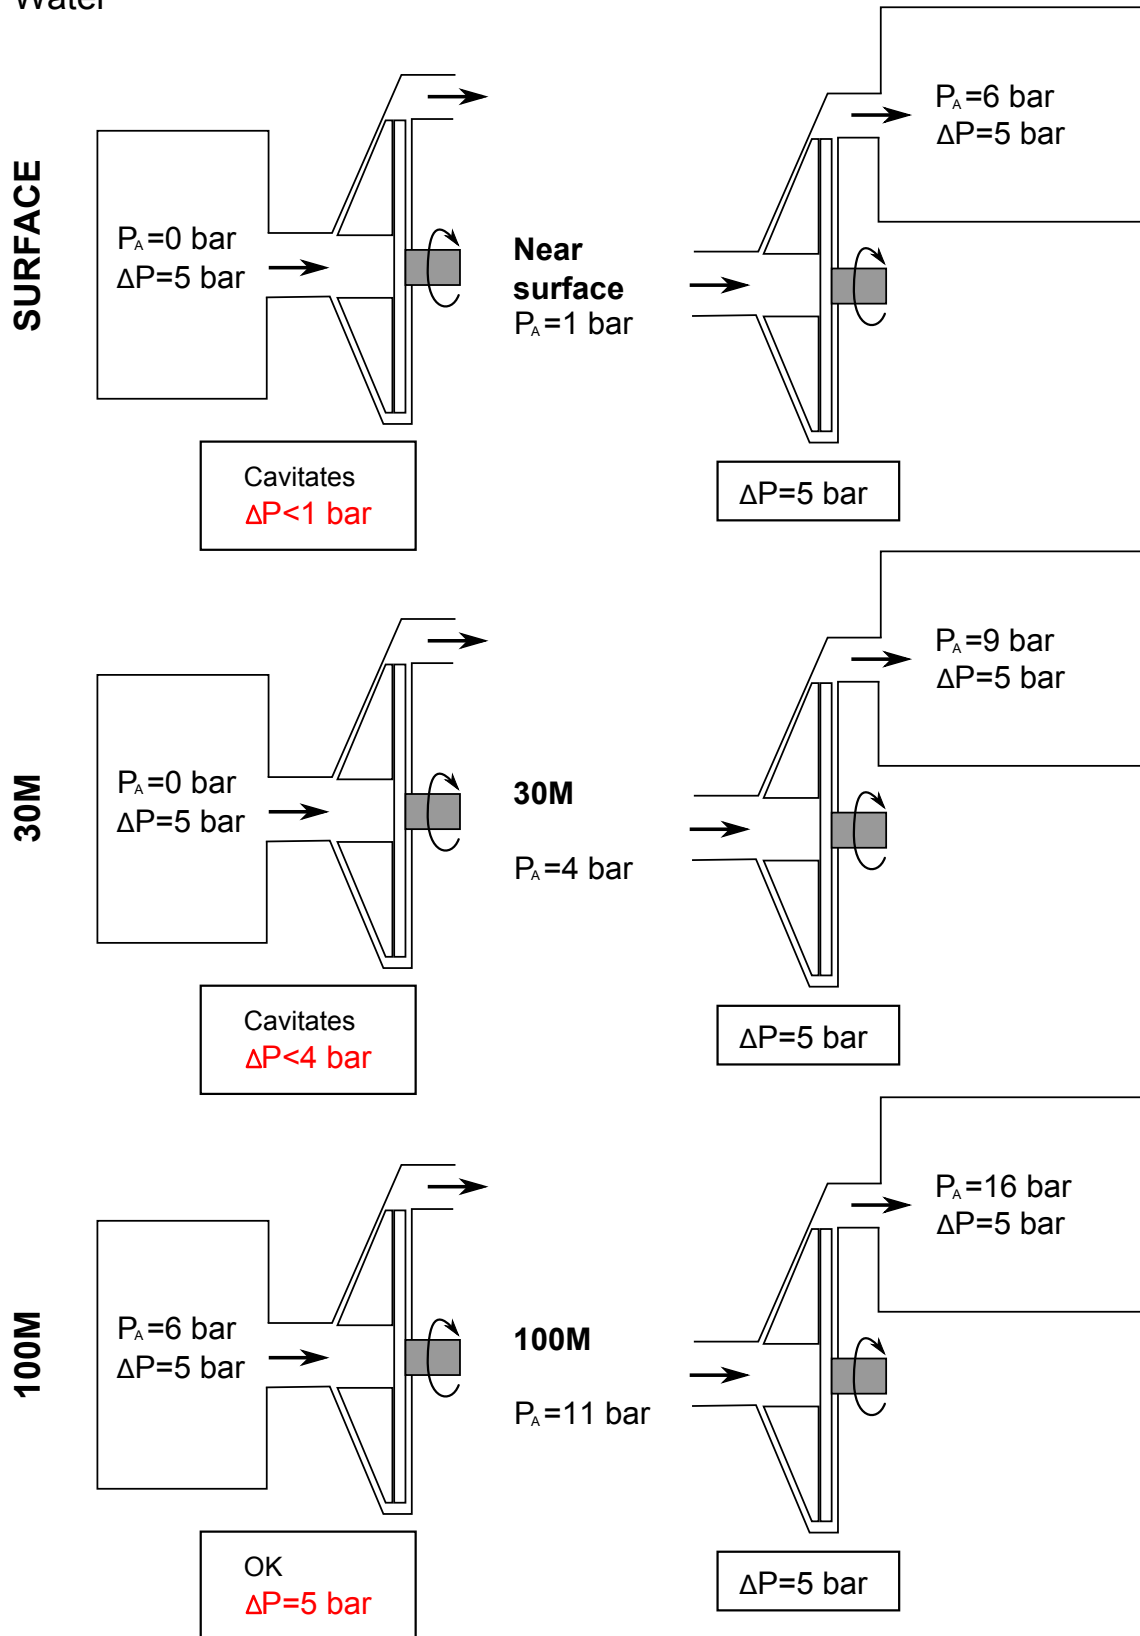 Water
SURFACE
PA=0 bar
ΔP=5 bar
Cavitates
ΔP<1 bar
Near
surface
PA=1 bar
PA=6 bar
ΔP=5 bar
ΔP=5 bar
30M
PA=0 bar
ΔP=5 bar
Cavitates
ΔP<4 bar
30M
PA=4 bar
PA=9 bar
ΔP=5 bar
ΔP=5 bar
100M
PA=6 bar
ΔP=5 bar
OK
ΔP=5 bar
100M
PA=11 bar
PA=16 bar
ΔP=5 bar
ΔP=5 bar